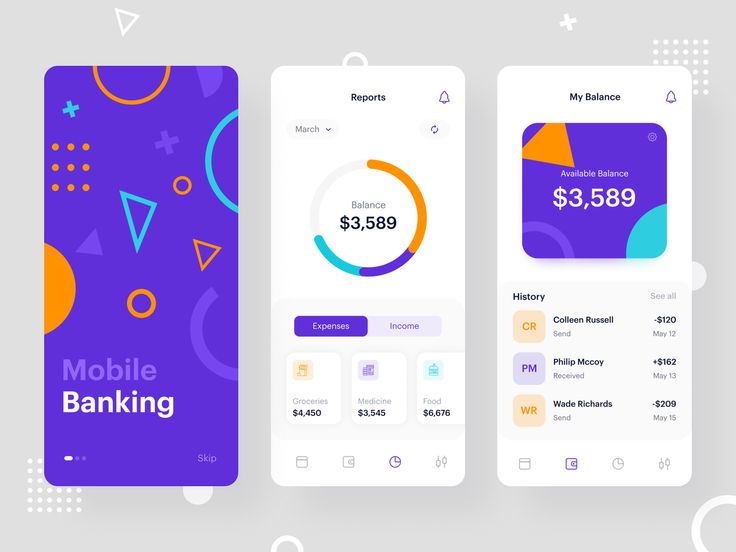 Mobile
Banking
Skip
Reports
March
Balance
$3,589
Expenses
Income
Groceries
$4,450
Medicine
$3,545
Food
$6,676
My Balance
Available Balance
$3,589
History
See all
CR
Colleen Russell
-$120
Send
May 12
PM
Philip Mccoy
+$162
Received
May 13
WR
Wade Richards
-$209
Send
May 15